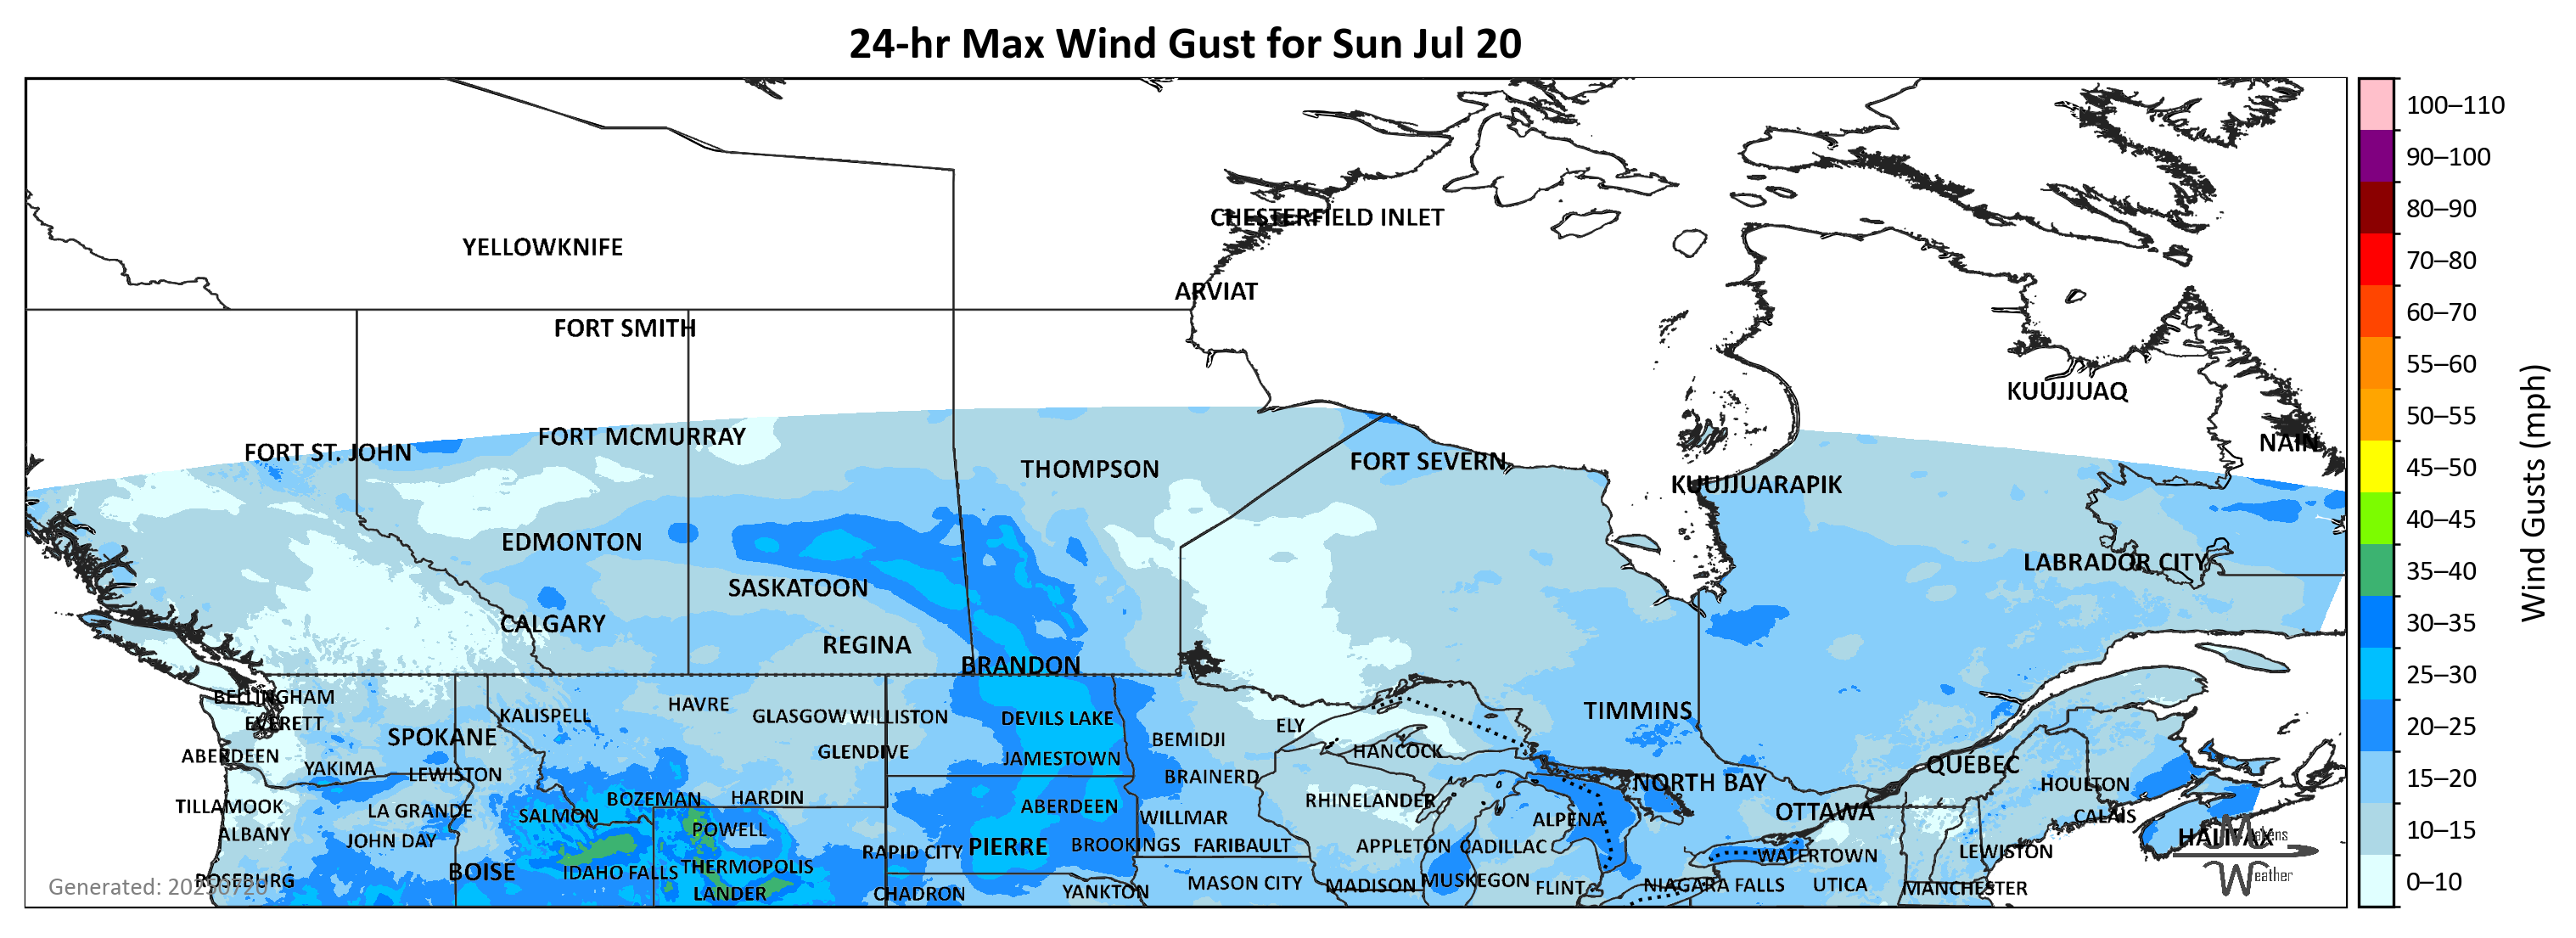 24-hr Max Wind Gust for Sun Jul 20
100–110
90–100
80–90
70–80
60–70
55–60
50–55
45–50
40–45
35–40
30–35
25–30
20–25
15–20
10–15
0–10
Wind Gusts (mph)
CHESTERFIELD INLET
YELLOWKNIFE
ARVIAT
FORT SMITH
KUUJJUAQ
FORT MCMURRAY
NAIN
FORT ST. JOHN
FORT SEVERN
THOMPSON
KUUJJUARAPIK
EDMONTON
LABRADOR CITY
SASKATOON
CALGARY
REGINA
BRANDON
BELLINGHAM
HAVRE
TIMMINS
KALISPELL
GLASGOW
WILLISTON
DEVILS LAKE
EVERETT
ELY
SPOKANE
BEMIDJI
HANCOCK
GLENDIVE
ABERDEEN
JAMESTOWN
QUÉBEC
YAKIMA
LEWISTON
BRAINERD
NORTH BAY
HOULTON
BOZEMAN
HARDIN
RHINELANDER
TILLAMOOK
LA GRANDE
ABERDEEN
OTTAWA
SALMON
WILLMAR
ALPENA
CALAIS
ALBANY
POWELL
HALIFAX
JOHN DAY
PIERRE
BROOKINGS
FARIBAULT
APPLETON
CADILLAC
RAPID CITY
LEWISTON
WATERTOWN
THERMOPOLIS
BOISE
IDAHO FALLS
ROSEBURG
MASON CITY
MADISON
MUSKEGON
FLINT
NIAGARA FALLS
UTICA
MANCHESTER
LANDER
CHADRON
YANKTON
Makens
Weather
Generated: 20250720